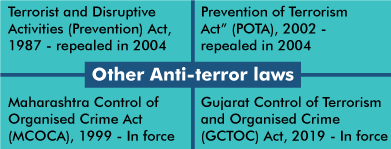 Terrorist and Disruptive
Activities (Prevention) Act,
1987 - repealed in 2004
Prevention of Terrorism
Act” (POTA), 2002 -
repealed in 2004
Other Anti-terror laws
Maharashtra Control of
Organised Crime Act
(MCOCA), 1999 - In force
Gujarat Control of Terrorism
and Organised Crime
(GCTOC) Act, 2019 - In force